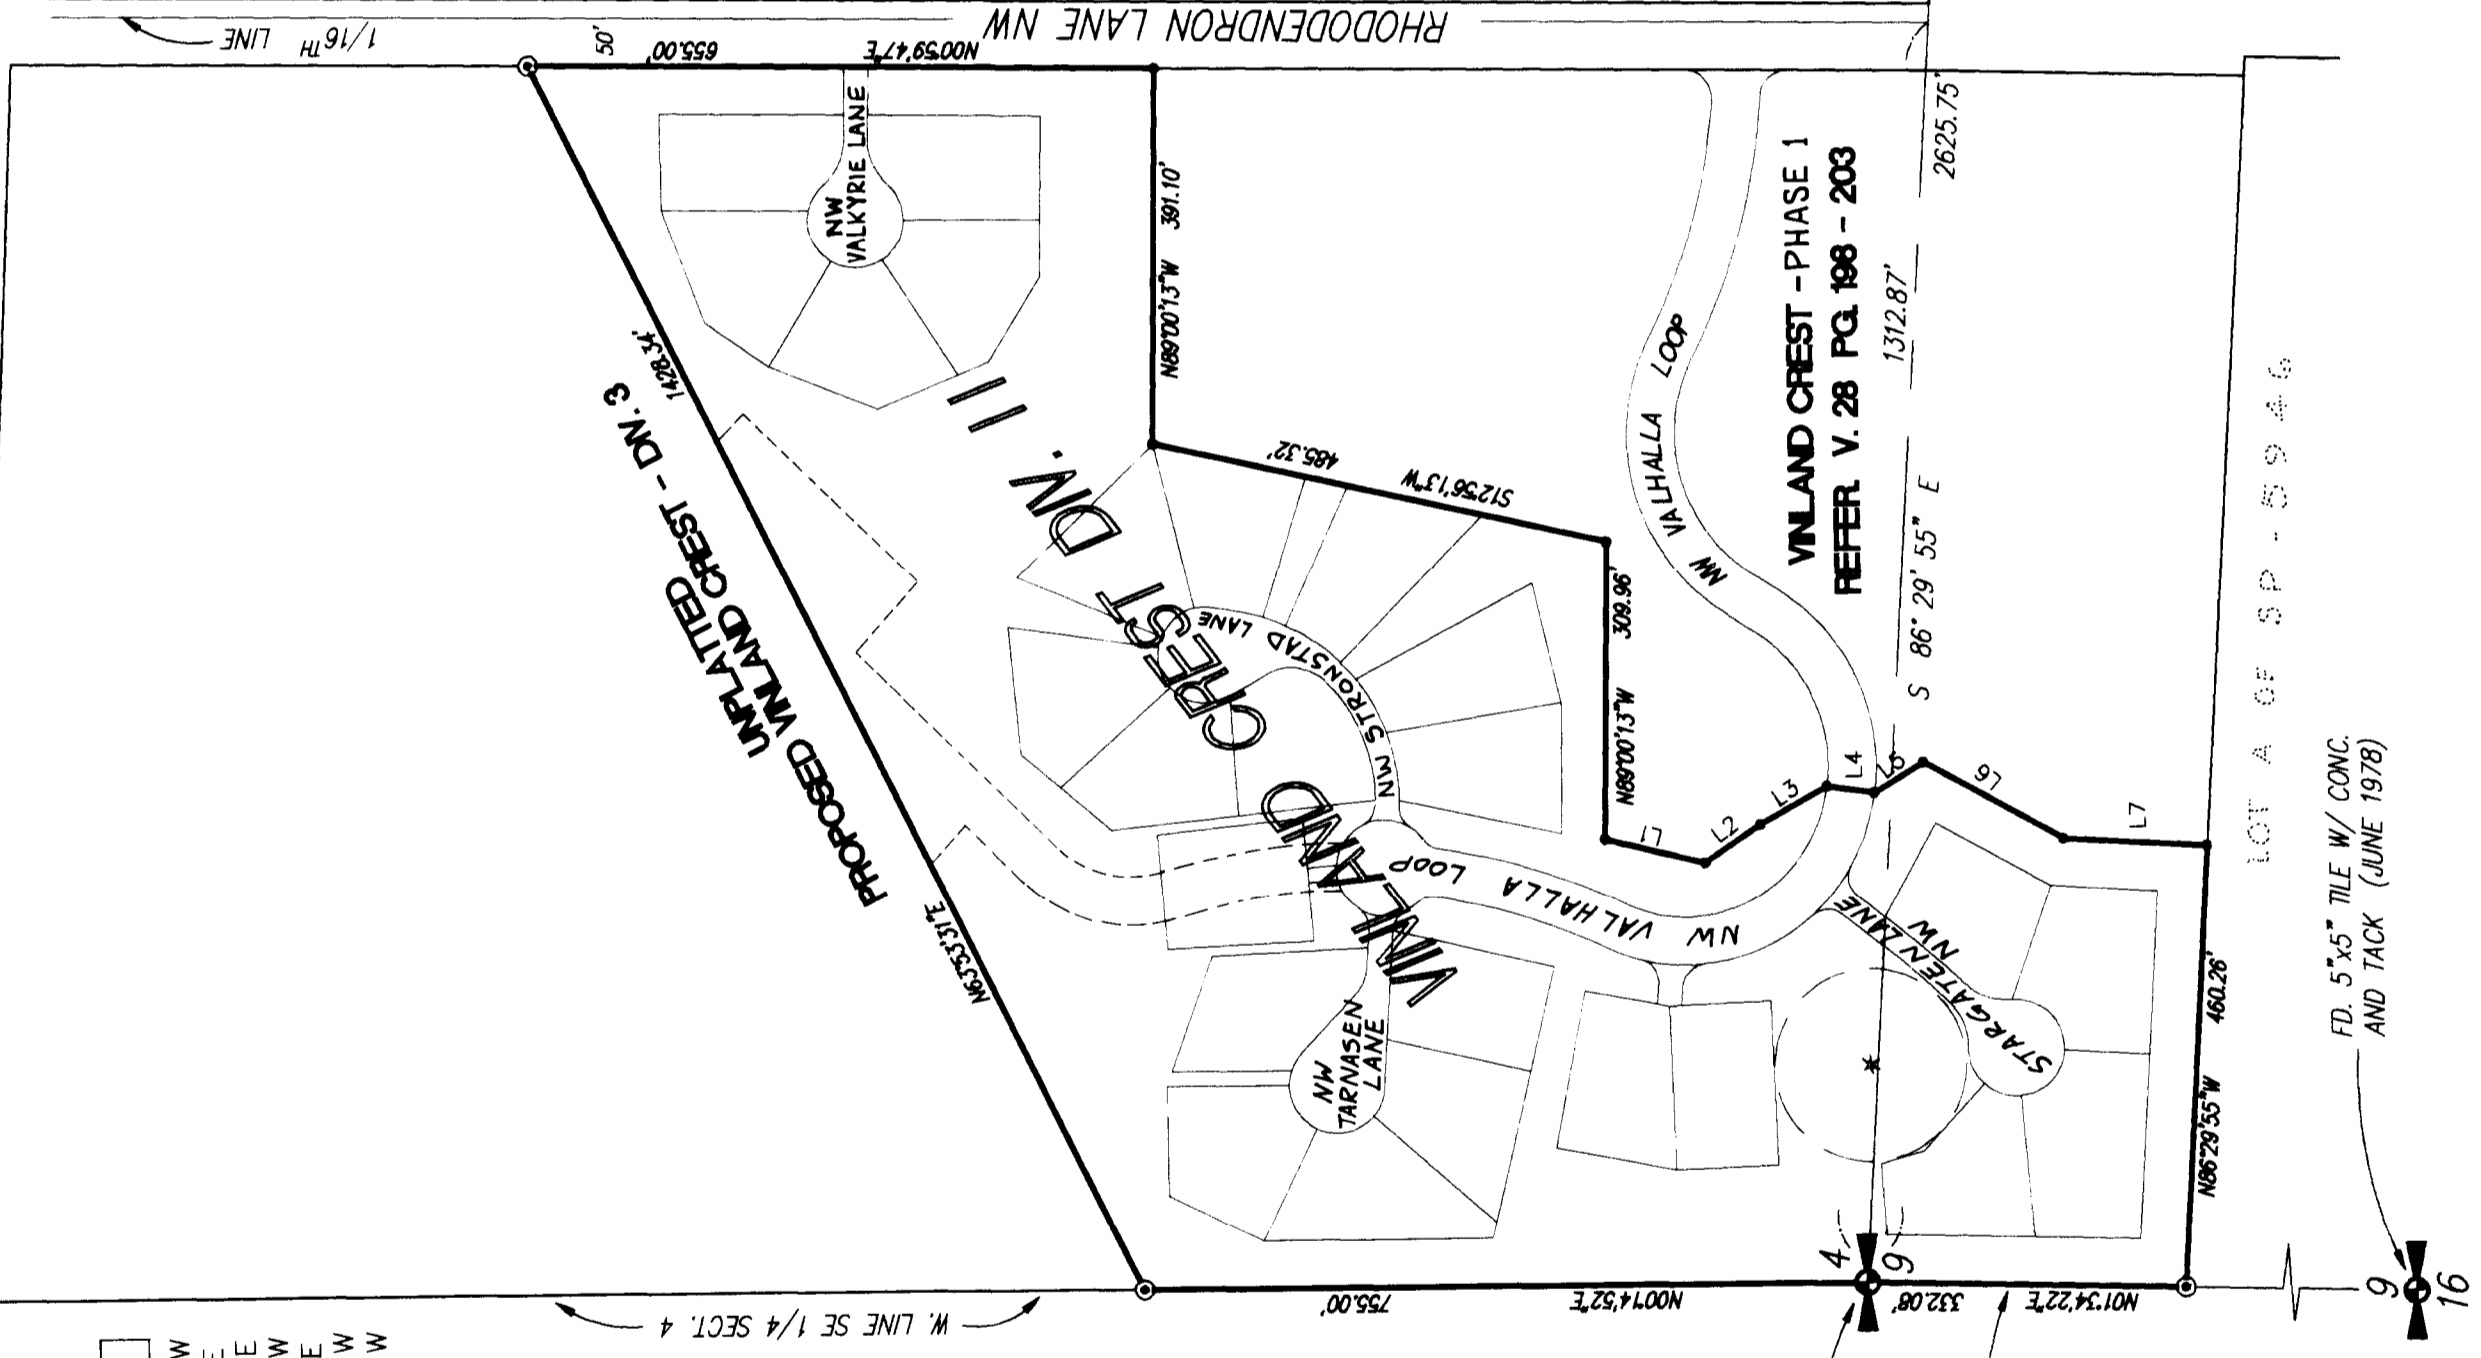 RHODODENDRON LANE NW
1/16TH LINE
50'
655.00'
N00°59'47"E
NW
VALKYRIE LANE
1428.34'
N63°53'31"E
UNPLATTED
PROPOSED VINLAND CREST - DIV. 3
N89°00'13"W 391.10'
VINLAND CREST DIV. II
485.32'
S12°56'13"W
NW VALHALLA LOOP
VINLAND CREST - PHASE 1
REFER. V. 28 PG. 198 - 203
2625.75'
1312.87'
S 86° 29' 55" E
N89°00'13"W 309.96'
NW STRONSTAD LANE
L1
L2
L3
L4
L5
L6
L7
NW VALHALLA LOOP
NW
TARNASEN
LANE
STARGATEN LANE
NW
LOT A OF SP - 5946
FD. 5"x5" TILE W/ CONC.
AND TACK (JUNE 1978)
N86°29'55"W 460.26'
W. LINE SE 1/4 SECT. 4
755.00'
N00°14'52"E
4
9
332.08'
N01°34'22"E
9
16
W
E
E
W
E
W
W